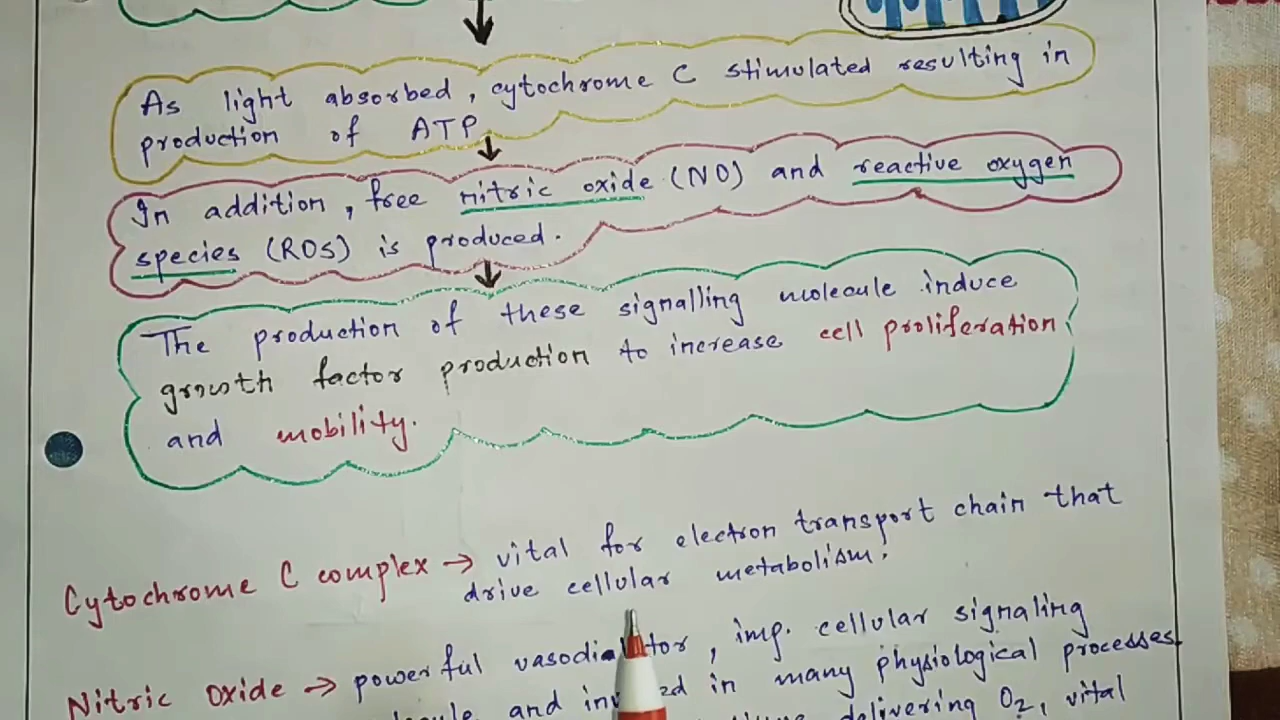 As light absorbed, cytochrome C stimulated resulting in
production of ATP
In addition, free nitric oxide (NO) and reactive oxygen
species (ROS) is produced.
The production of these signalling molecule induce
growth factor production to increase cell proliferation
and mobility.
Cytochrome C complex → vital for electron transport chain that
drive cellular metabolism.
Nitric oxide → powerful vasodilator, imp. cellular signaling
and in many physiological processes
delivering O2, vital